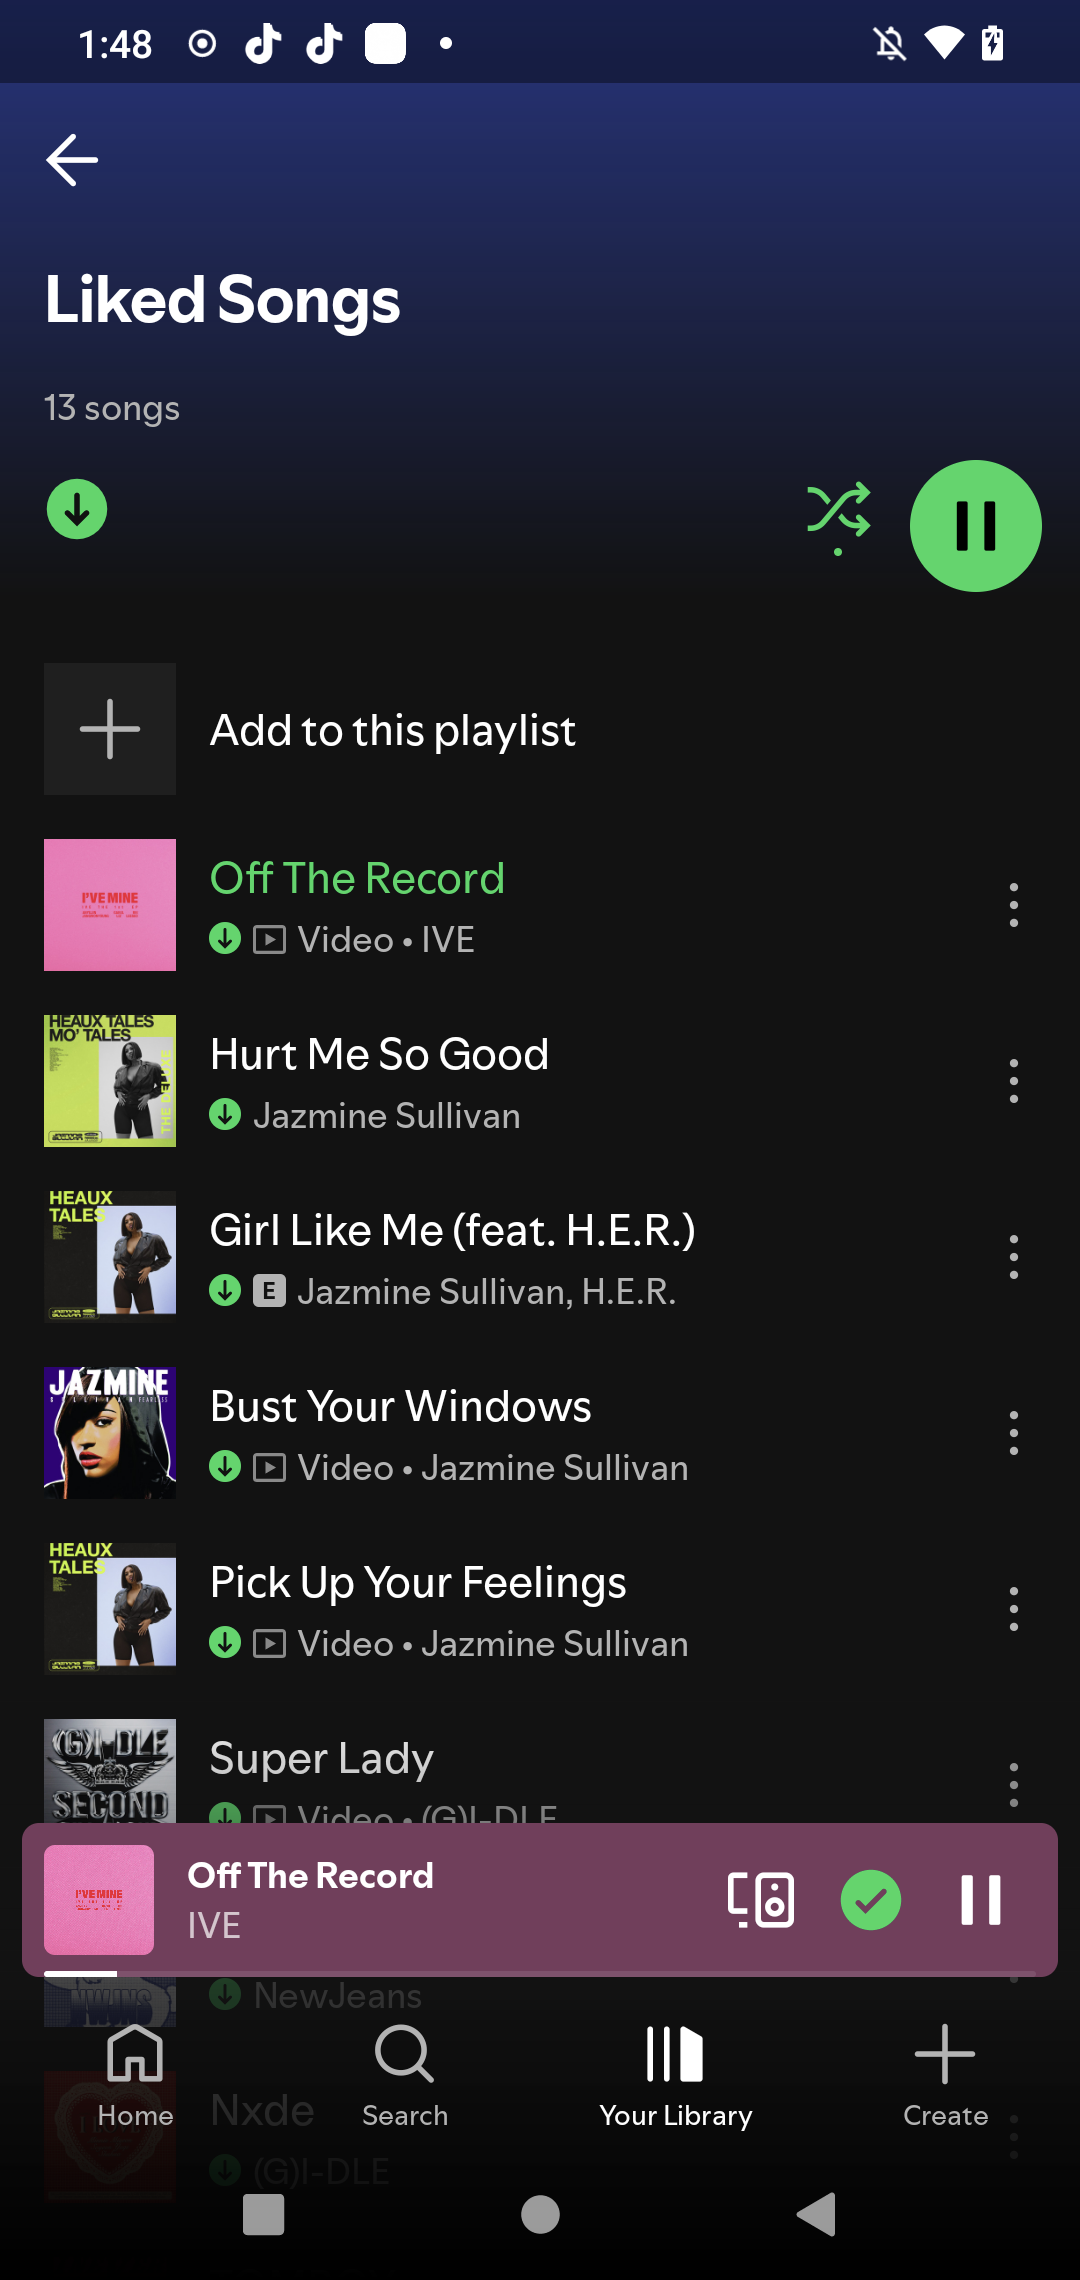 1:48
Liked Songs
13 songs
Add to this playlist
I'VE MINE
Off The Record
Video • IVE
HEAUX TALES
MO' TALES
THE DELUXE
Hurt Me So Good
Jazmine Sullivan
HEAUX
TALES
Girl Like Me (feat. H.E.R.)
E Jazmine Sullivan, H.E.R.
JAZMINE
Bust Your Windows
Video • Jazmine Sullivan
HEAUX
TALES
Pick Up Your Feelings
Video • Jazmine Sullivan
(G)I-DLE
SECOND
Super Lady
Video • (G)I-DLE
I'VE MINE
Off The Record
IVE
NWJNS
NewJeans
Nxde
(G)I-DLE
Home
Search
Your Library
Create